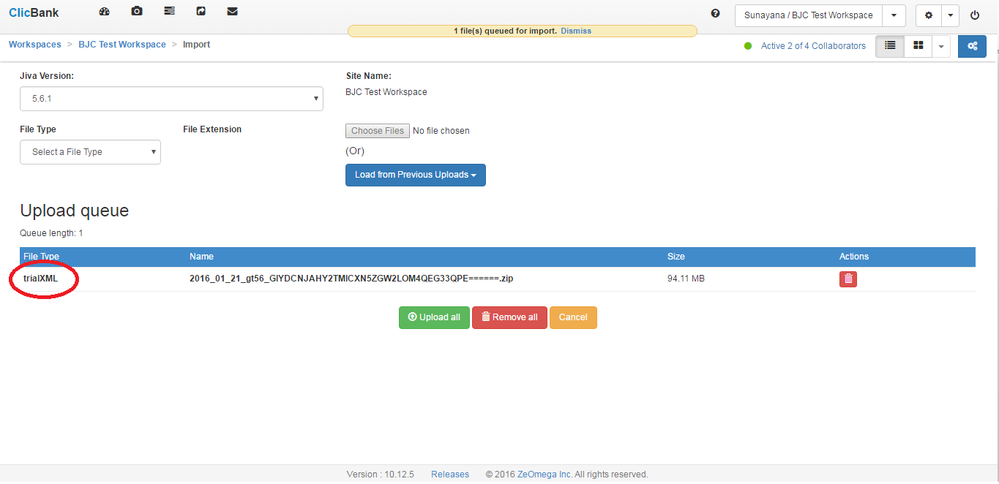 ClicBank
Sunayana / BJC Test Workspace
1 file(s) queued for import. Dismiss
Workspaces > BJC Test Workspace > Import
Active 2 of 4 Collaborators
Jiva Version:
Site Name:
5.6.1
BJC Test Workspace
File Type
File Extension
Choose Files No file chosen
Select a File Type
(Or)
Load from Previous Uploads
Upload queue
Queue length: 1
File Type Name Size Actions
trialXML 2016_01_21_gt56_GIYDCNJAHY2TMICXN5ZGW2LOM4QEG33QPE======.zip 94.11 MB
Upload all Remove all Cancel
Version : 10.12.5 Releases © 2016 ZeOmega Inc. All rights reserved.